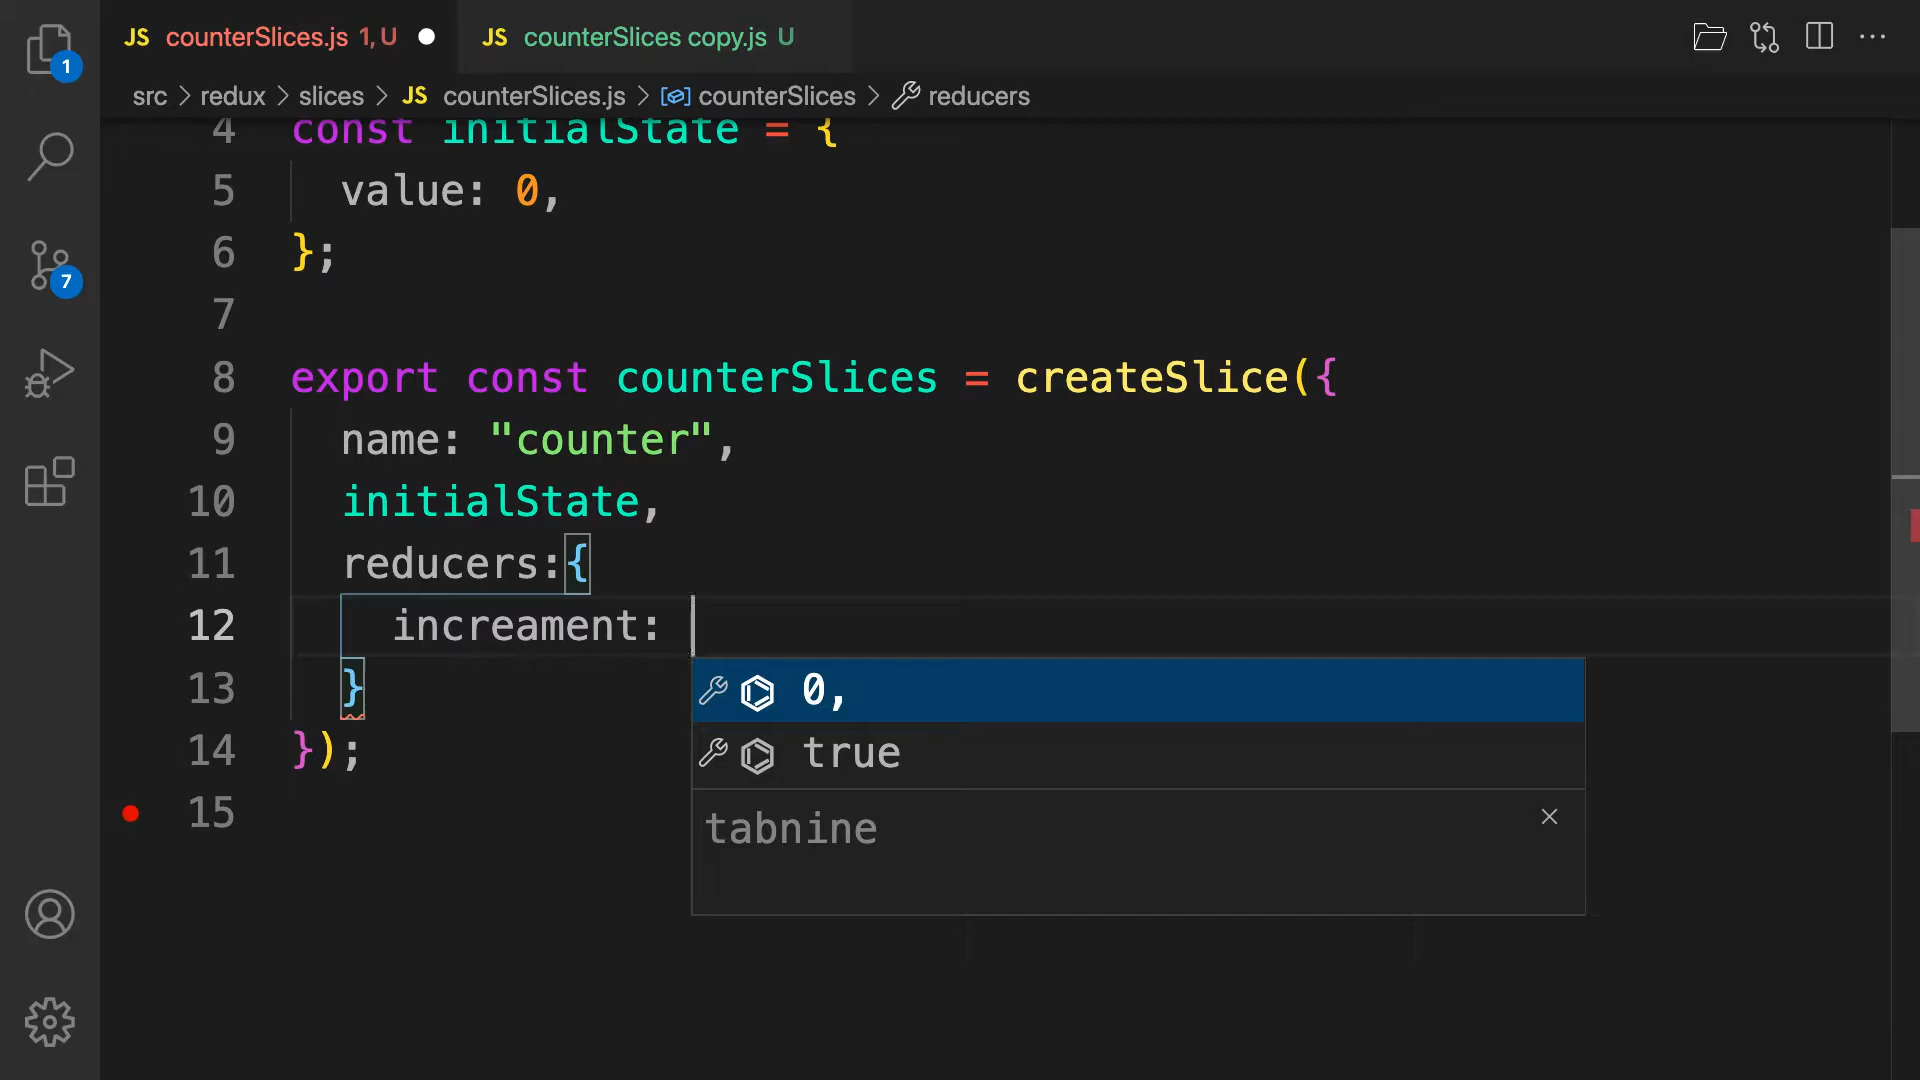 1
7
JS counterSlices.js 1, U
JS counterSlices copy.js U
src > redux > slices > JS counterSlices.js > counterSlices > reducers
4 const initialState = {
5 value: 0,
6 };
7
8 export const counterSlices = createSlice({
9 name: "counter",
10 initialState,
11 reducers:{
12 increament:
13 }
14 });
15
0,
true
tabnine